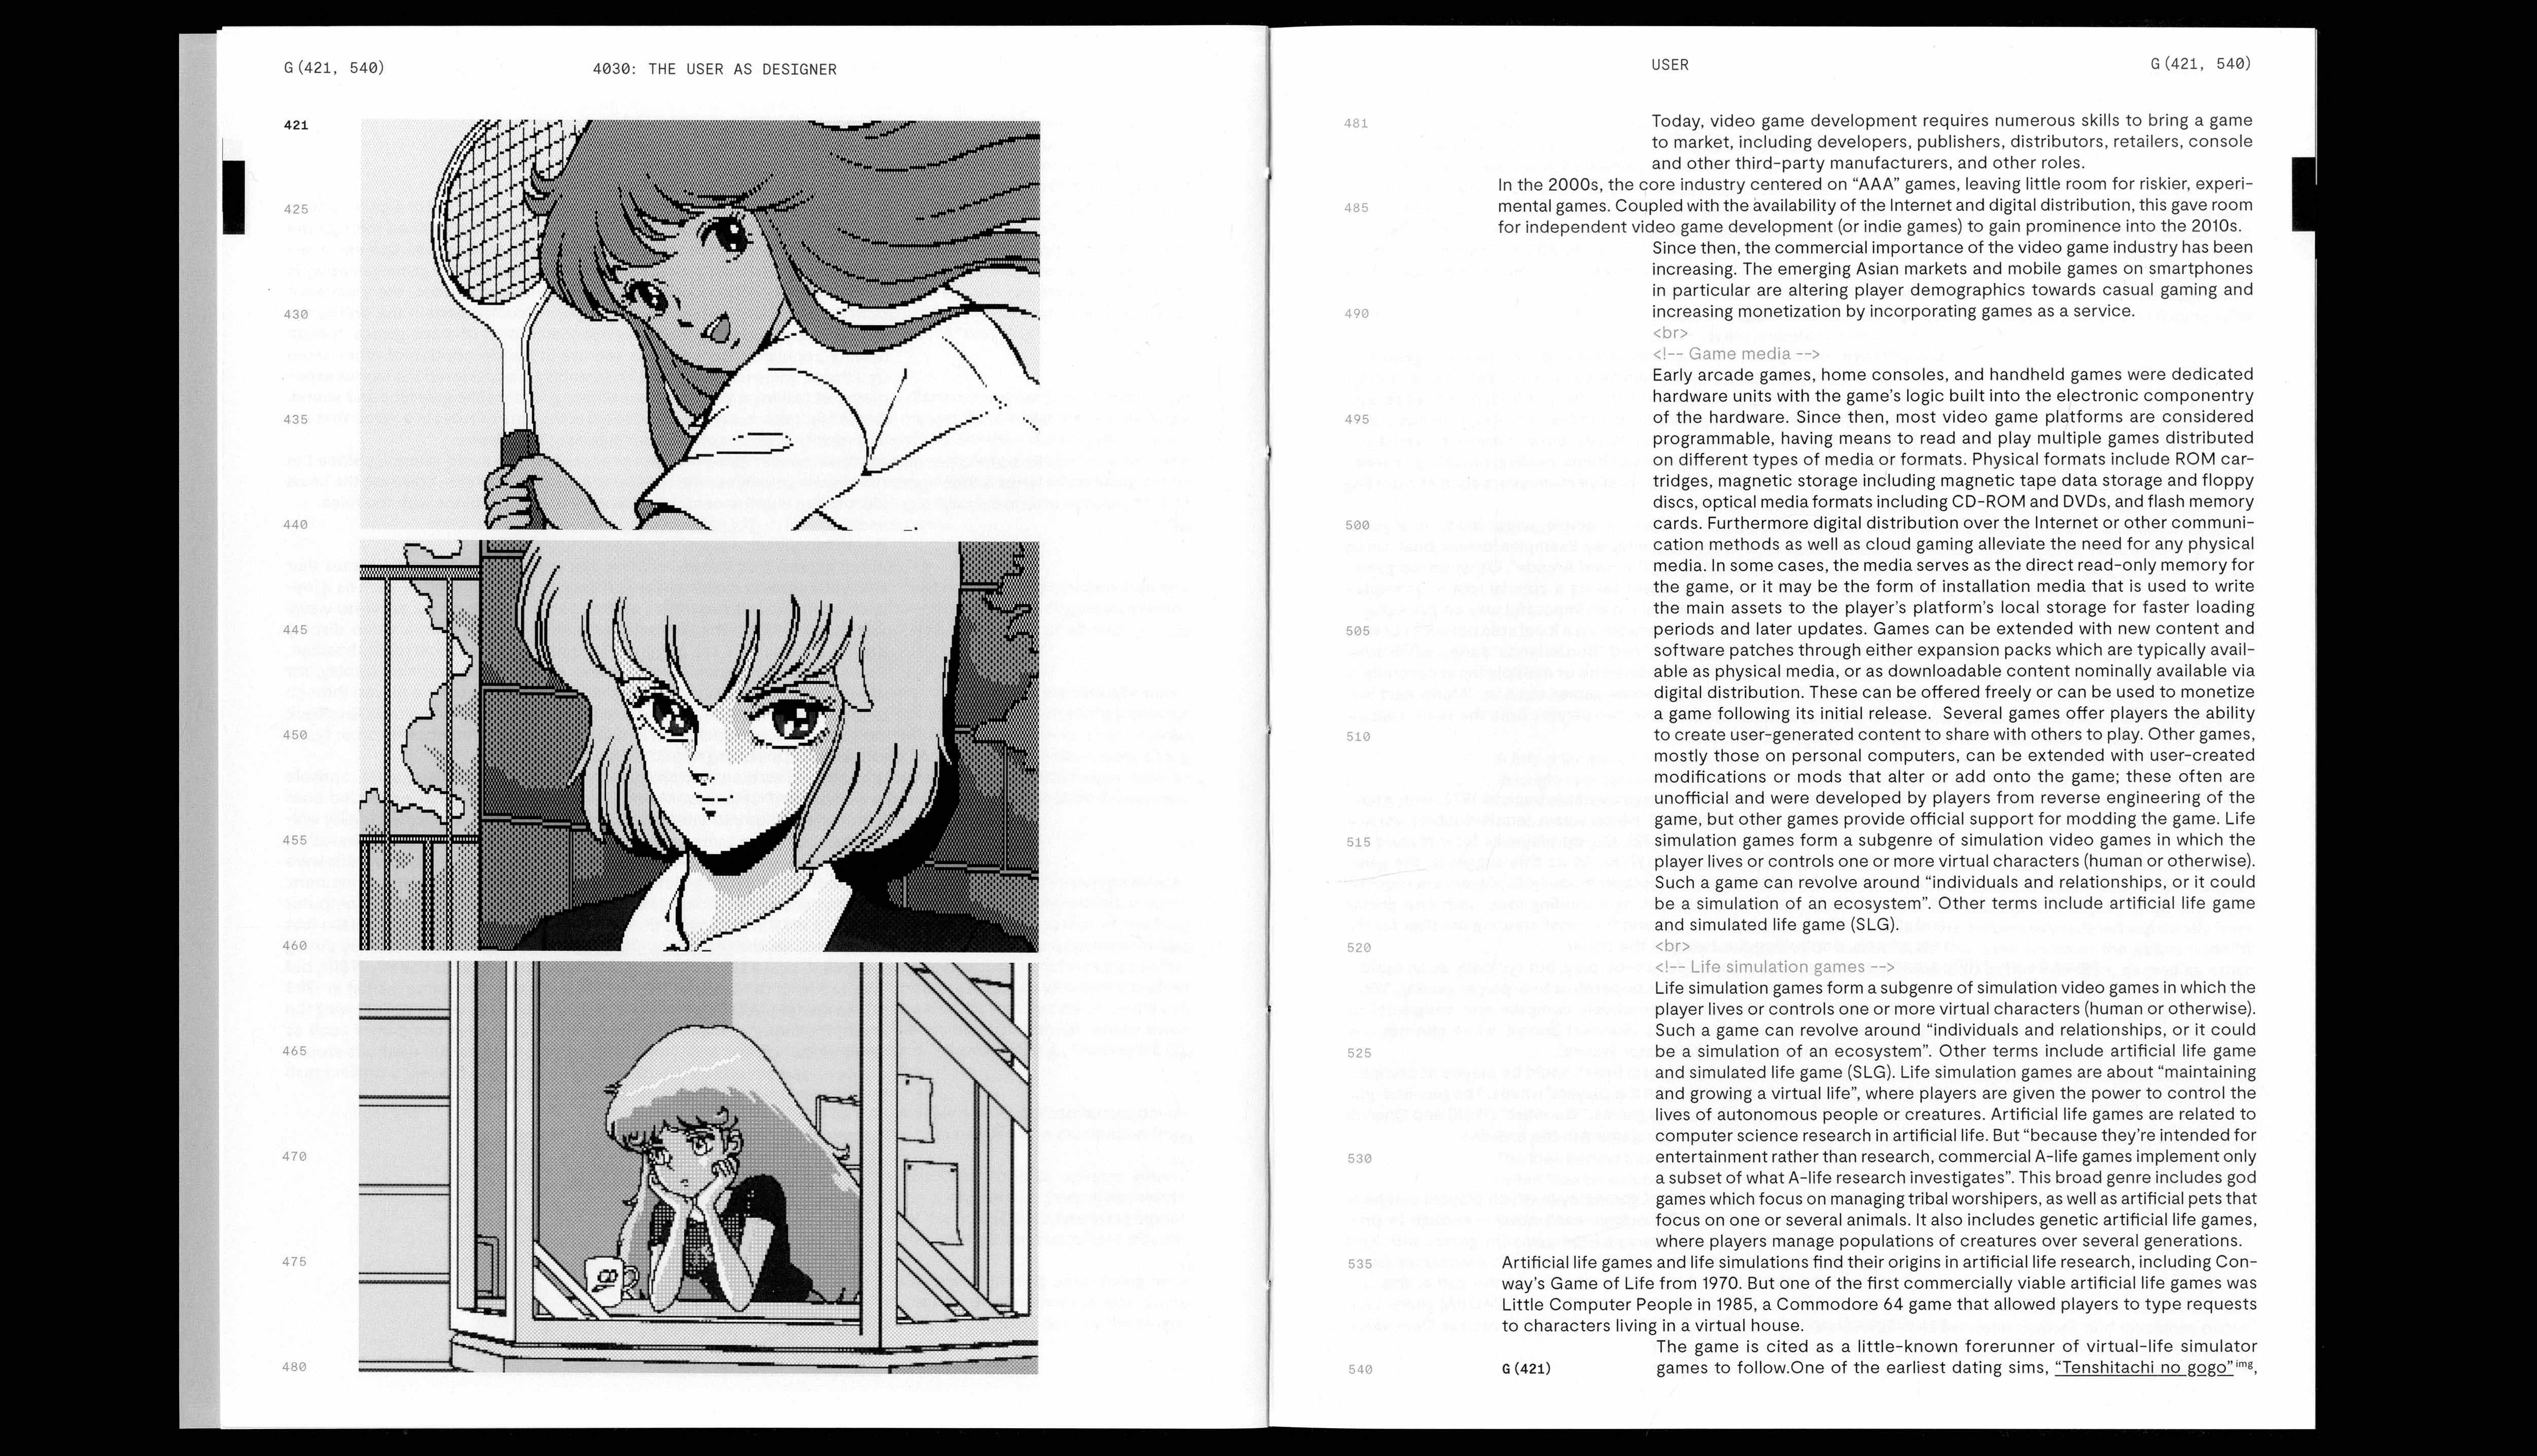 G(421, 540)
4030: THE USER AS DESIGNER
421
425
430
435
440
445
450
455
460
465
470
475
480
USER
G(421, 540)
481 Today, video game development requires numerous skills to bring a game
to market, including developers, publishers, distributors, retailers, console
and other third-party manufacturers, and other roles.
In the 2000s, the core industry centered on “AAA” games, leaving little room for riskier, experi-
485 mental games. Coupled with the availability of the Internet and digital distribution, this gave room
for independent video game development (or indie games) to gain prominence into the 2010s.
Since then, the commercial importance of the video game industry has been
increasing. The emerging Asian markets and mobile games on smartphones
in particular are altering player demographics towards casual gaming and
490 increasing monetization by incorporating games as a service.
<br>
<!-- Game media -->
Early arcade games, home consoles, and handheld games were dedicated
hardware units with the game’s logic built into the electronic componentry
495 of the hardware. Since then, most video game platforms are considered
programmable, having means to read and play multiple games distributed
on different types of media or formats. Physical formats include ROM car-
tridges, magnetic storage including magnetic tape data storage and floppy
discs, optical media formats including CD-ROM and DVDs, and flash memory
500 cards. Furthermore digital distribution over the Internet or other communi-
cation methods as well as cloud gaming alleviate the need for any physical
media. In some cases, the media serves as the direct read-only memory for
the game, or it may be the form of installation media that is used to write
the main assets to the player’s platform’s local storage for faster loading
505 periods and later updates. Games can be extended with new content and
software patches through either expansion packs which are typically avail-
able as physical media, or as downloadable content nominally available via
digital distribution. These can be offered freely or can be used to monetize
a game following its initial release. Several games offer players the ability
510 to create user-generated content to share with others to play. Other games,
mostly those on personal computers, can be extended with user-created
modifications or mods that alter or add onto the game; these often are
unofficial and were developed by players from reverse engineering of the
game, but other games provide official support for modding the game. Life
515 simulation games form a subgenre of simulation video games in which the
player lives or controls one or more virtual characters (human or otherwise).
Such a game can revolve around “individuals and relationships, or it could
be a simulation of an ecosystem”. Other terms include artificial life game
and simulated life game (SLG).
520 <br>
<!-- Life simulation games -->
Life simulation games form a subgenre of simulation video games in which the
player lives or controls one or more virtual characters (human or otherwise).
Such a game can revolve around “individuals and relationships, or it could
525 be a simulation of an ecosystem”. Other terms include artificial life game
and simulated life game (SLG). Life simulation games are about “maintaining
and growing a virtual life”, where players are given the power to control the
lives of autonomous people or creatures. Artificial life games are related to
computer science research in artificial life. But “because they’re intended for
530 entertainment rather than research, commercial A-life games implement only
a subset of what A-life research investigates”. This broad genre includes god
games which focus on managing tribal worshipers, as well as artificial pets that
focus on one or several animals. It also includes genetic artificial life games,
where players manage populations of creatures over several generations.
535 Artificial life games and life simulations find their origins in artificial life research, including Con-
way’s Game of Life from 1970. But one of the first commercially viable artificial life games was
Little Computer People in 1985, a Commodore 64 game that allowed players to type requests
to characters living in a virtual house.
The game is cited as a little-known forerunner of virtual-life simulator
540 G(421) games to follow.One of the earliest dating sims, “Tenshitachi no gogo” img,